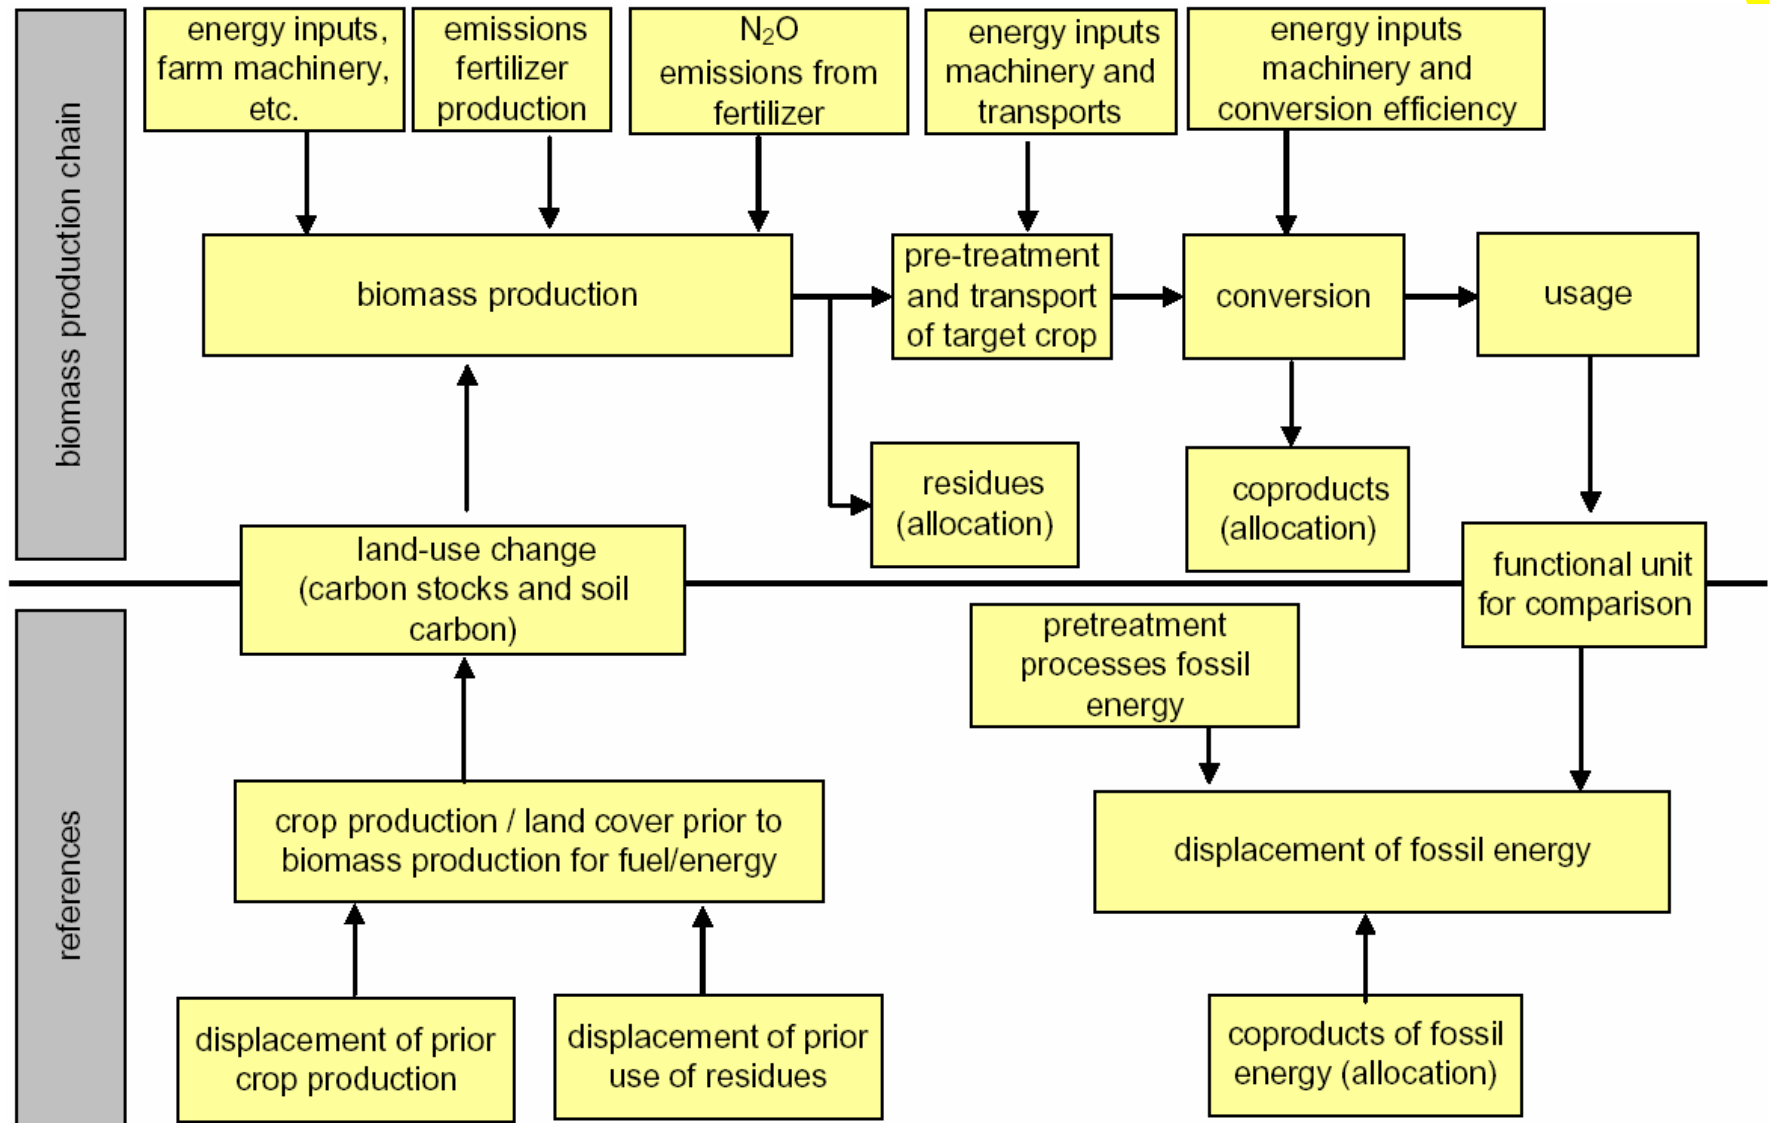 biomass production chain
energy inputs,
farm machinery,
etc.
emissions
fertilizer
production
N₂O
emissions from
fertilizer
energy inputs
machinery and
transports
energy inputs
machinery and
conversion efficiency
biomass production
pre-treatment
and transport
of target crop
conversion
usage
residues
(allocation)
coproducts
(allocation)
land-use change
(carbon stocks and soil
carbon)
functional unit
for comparison
references
pretreatment
processes fossil
energy
crop production / land cover prior to
biomass production for fuel/energy
displacement of fossil energy
displacement of prior
crop production
displacement of prior
use of residues
coproducts of fossil
energy (allocation)